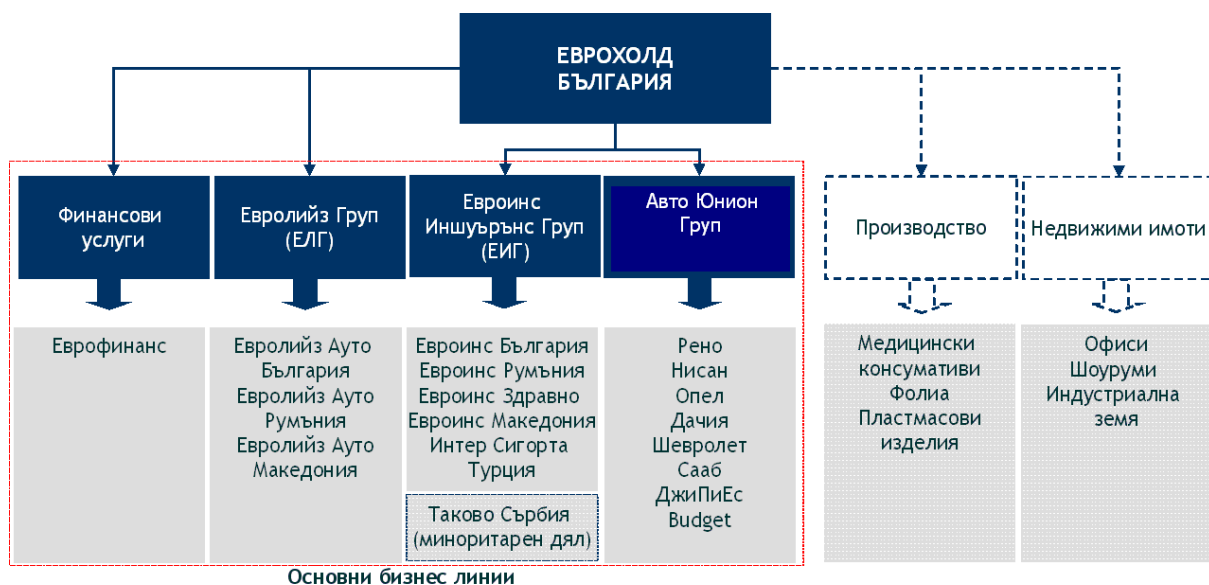 ЕВРОХОЛД
БЪЛГАРИЯ
Финансови
услуги
Евролийз Груп
(ЕЛГ)
Евроинс
Иншуърънс Груп
(ЕИГ)
Авто Юнион
Груп
Производство
Недвижими имоти
Еврофинанс
Евролийз Ауто
България
Евролийз Ауто
Румъния
Евролийз Ауто
Македония
Евроинс България
Евроинс Румъния
Евроинс Здравно
Евроинс Македония
Интер Сигорта
Турция
Таково Сърбия
(миноритарен дял)
Рено
Нисан
Опел
Дачия
Шевролет
Сааб
ДжиПиЕс
Budget
Медицински
консумативи
Фолиа
Пластмасови
изделия
Офиси
Шоуруми
Индустриална
земя
Основни бизнес линии